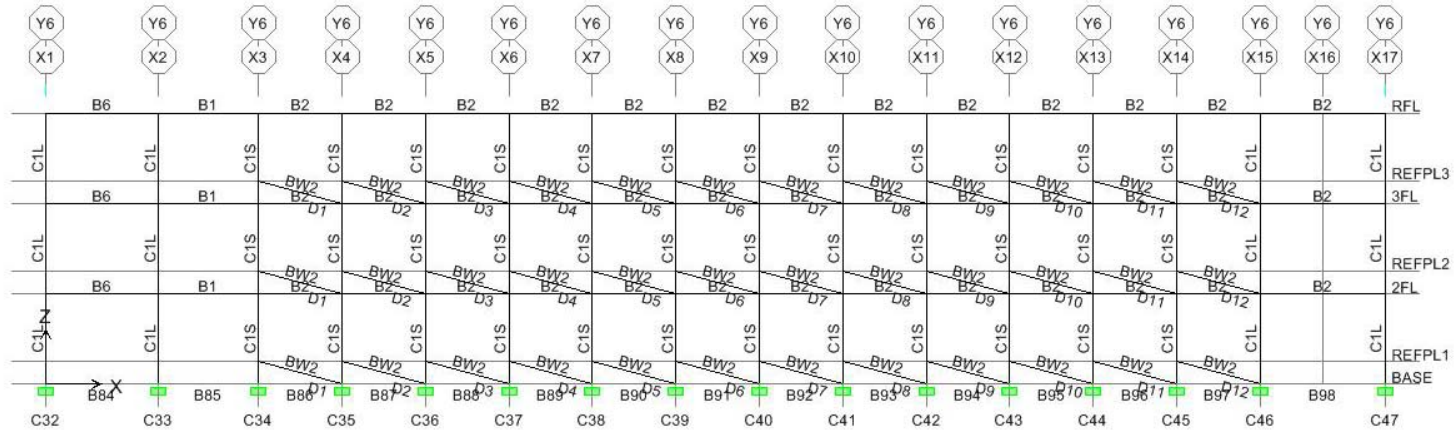 Y6 Y6 Y6 Y6 Y6 Y6 Y6 Y6 Y6 Y6 Y6 Y6 Y6 Y6 Y6 Y6 Y6
X1 X2 X3 X4 X5 X6 X7 X8 X9 X10 X11 X12 X13 X14 X15 X16 X17
B6 B1 B2 B2 B2 B2 B2 B2 B2 B2 B2 B2 B2 B2 B2 RFL
C1L C1L C1S C1S C1S C1S C1S C1S C1S C1S C1S C1S C1S C1S C1L C1L
BW2 BW2 BW2 BW2 BW2 BW2 BW2 BW2 BW2 BW2 BW2 BW2 REFPL3
B6 B1 B2 B2 B2 B2 B2 B2 B2 B2 B2 B2 B2 B2 B2 3FL
D1 D2 D3 D4 D5 D6 D7 D8 D9 D10 D11 D12
C1L C1L C1S C1S C1S C1S C1S C1S C1S C1S C1S C1S C1S C1S C1L C1L
BW2 BW2 BW2 BW2 BW2 BW2 BW2 BW2 BW2 BW2 BW2 BW2 REFPL2
B6 B1 B2 B2 B2 B2 B2 B2 B2 B2 B2 B2 B2 B2 B2 2FL
D1 D2 D3 D4 D5 D6 D7 D8 D9 D10 D11 D12
Z
C1L C1L C1S C1S C1S C1S C1S C1S C1S C1S C1S C1S C1S C1S C1L C1L
BW2 BW2 BW2 BW2 BW2 BW2 BW2 BW2 BW2 BW2 BW2 BW2 REFPL1
X BASE
D1 D2 D3 D4 D5 D6 D7 D8 D9 D10 D11 D12
B84 B85 B86 B87 B88 B89 B90 B91 B92 B93 B94 B95 B96 B97 B98
C32 C33 C34 C35 C36 C37 C38 C39 C40 C41 C42 C43 C44 C45 C46 C47